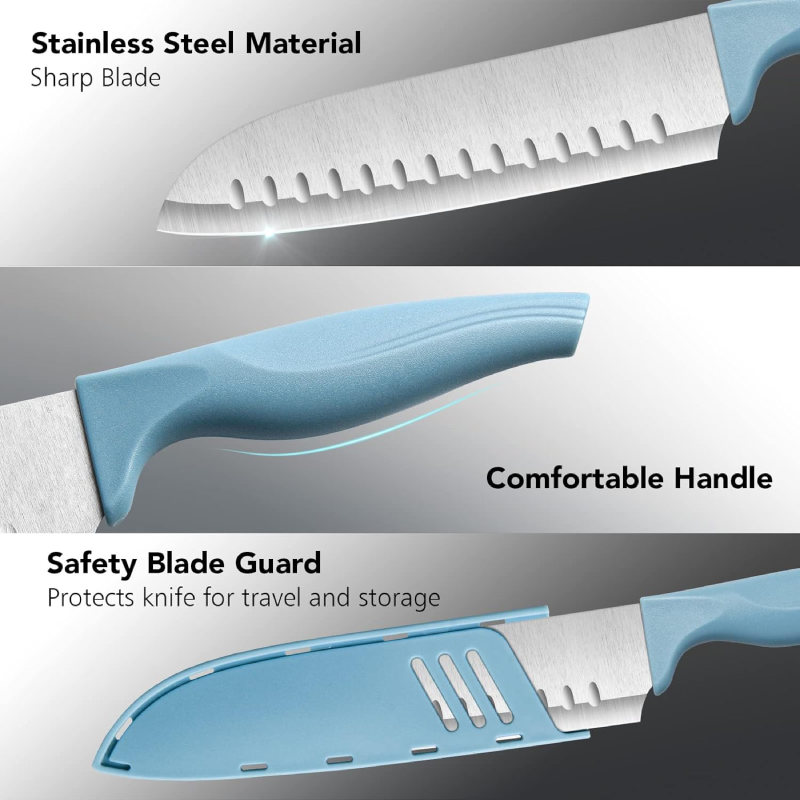 Stainless Steel Material
Sharp Blade
Comfortable Handle
Safety Blade Guard
Protects knife for travel and storage